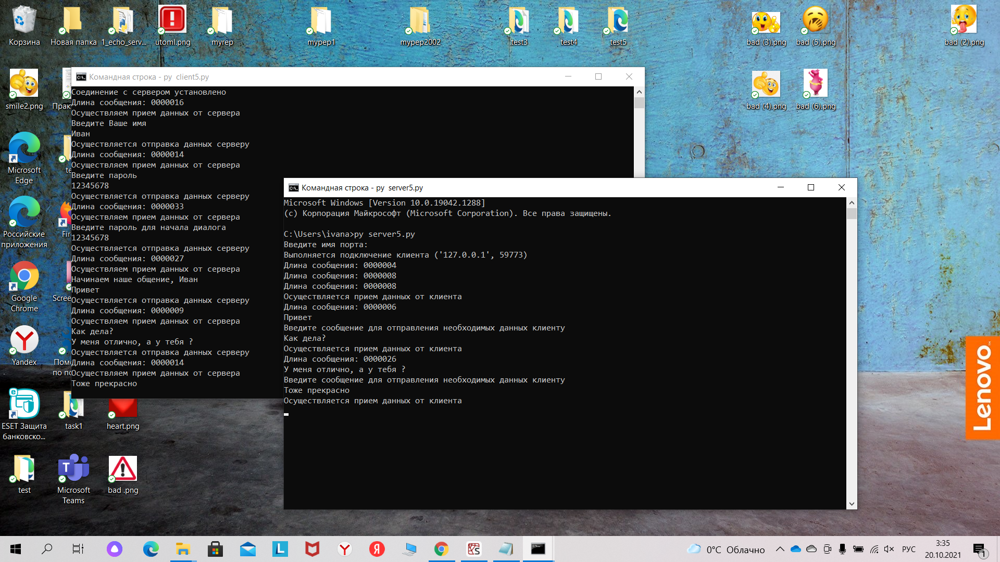 Корзина
Новая папка
1_echo_serv...
utoml.png
myrep
mypep1
mypep2002
test3
test4
test5
bad (3).png
bad (5).png
bad (2).png
smile2.png
Прак
bad (4).png
bad (6).png
Командная строка - py client5.py
Соединение с сервером установлено
Длина сообщения: 0000016
Осуществляем прием данных от сервера
Введите Ваше имя
Иван
Осуществляется отправка данных серверу
Длина сообщения: 0000014
Осуществляем прием данных от сервера
Введите пароль
12345678
Осуществляется отправка данных серверу
Длина сообщения: 0000033
Осуществляем прием данных от сервера
Введите пароль для начала диалога
12345678
Осуществляется отправка данных серверу
Длина сообщения: 0000027
Осуществляем прием данных от сервера
Начинаем наше общение, Иван
Привет
Осуществляется отправка данных серверу
Длина сообщения: 0000009
Осуществляем прием данных от сервера
Как дела?
У меня отлично, а у тебя ?
Осуществляется отправка данных серверу
Длина сообщения: 0000014
Осуществляем прием данных от сервера
Тоже прекрасно
Командная строка - py server5.py
Microsoft Windows [Version 10.0.19042.1288]
(c) Корпорация Майкрософт (Microsoft Corporation). Все права защищены.
C:\Users\ivana>py server5.py
Введите имя порта:
Выполняется подключение клиента ('127.0.0.1', 59773)
Длина сообщения: 0000004
Длина сообщения: 0000008
Длина сообщения: 0000008
Осуществляется прием данных от клиента
Длина сообщения: 0000006
Привет
Введите сообщение для отправления необходимых данных клиенту
Как дела?
Осуществляется прием данных от клиента
Длина сообщения: 0000026
У меня отлично, а у тебя ?
Введите сообщение для отправления необходимых данных клиенту
Тоже прекрасно
Осуществляется прием данных от клиента
Microsoft
Edge
te
Российские
приложения
Fire
Google
Chrome
Scree
Yandex
Помо
по по
ESET Защита
банковско...
task1
heart.png
test
Microsoft
Teams
bad .png
Lenovo
0°C Облачно
РУС
3:35
20.10.2021
1